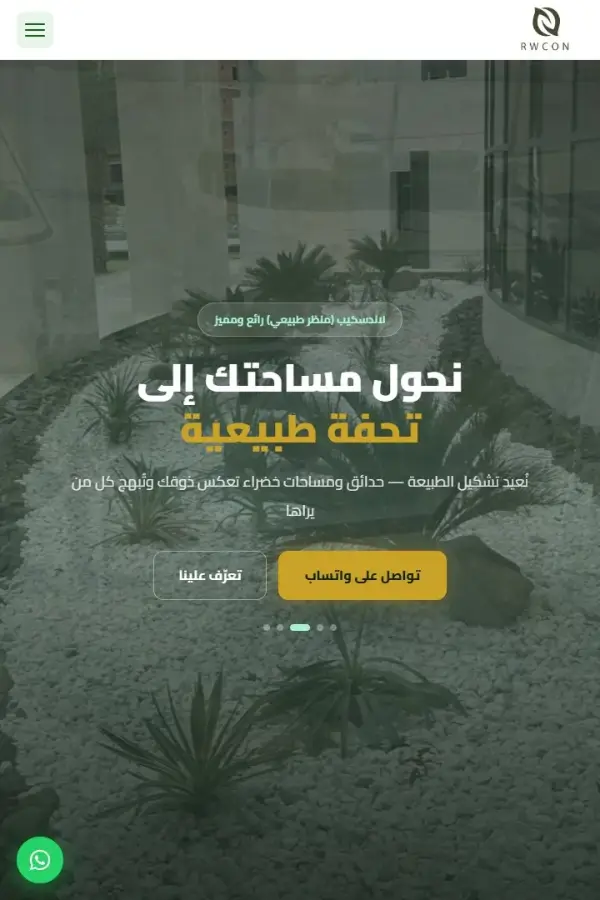 RWCON
لاندسكيب (منظر طبيعي) رائع ومميز
نحول مساحتك إلى
تحفة طبيعية
نُعيد تشكيل الطبيعة — حدائق ومساحات خضراء تعكس ذوقك وتُبهج كل من
يراها
تواصل على واتساب
تعرّف علينا